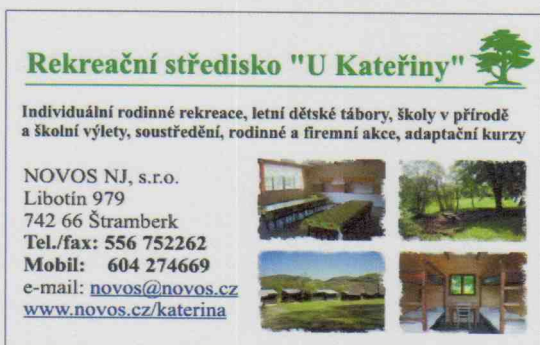 Rekreační středisko "U Kateřiny"
Individuální rodinné rekreace, letní dětské tábory, školy v přírodě
a školní výlety, soustředění, rodinné a firemní akce, adaptační kurzy
NOVOS NJ, s.r.o.
Libotín 979
742 66 Štramberk
Tel./fax: 556 752262
Mobil: 604 274669
e-mail: novos@novos.cz
www.novos.cz/katerina